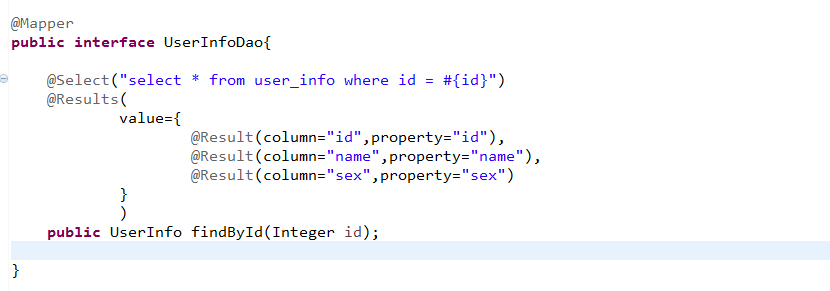 @Mapper
public interface UserInfoDao{
@Select("select * from user_info where id = #{id}")
@Results(
value={
@Result(column="id",property="id"),
@Result(column="name",property="name"),
@Result(column="sex",property="sex")
}
)
public UserInfo findById(Integer id);
}